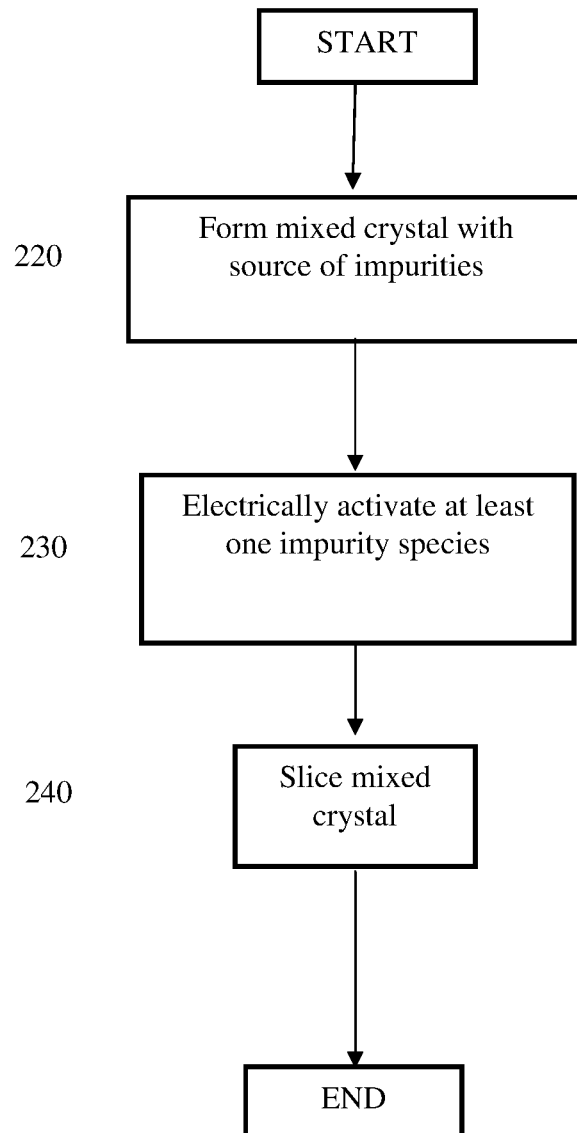 START
220
Form mixed crystal with
source of impurities
230
Electrically activate at least
one impurity species
240
Slice mixed
crystal
END